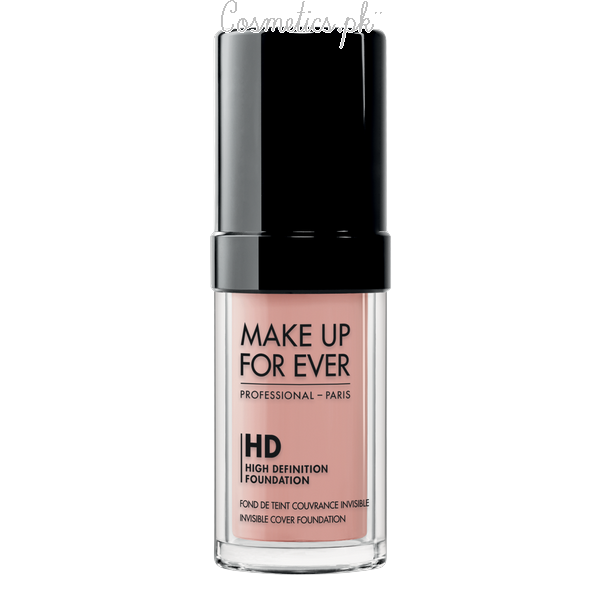 Cosmetics.pk
MAKE UP
FOR EVER
PROFESSIONAL – PARIS
HD
HIGH DEFINITION
FOUNDATION
FOND DE TEINT COUVRANCE INVISIBLE
INVISIBLE COVER FOUNDATION